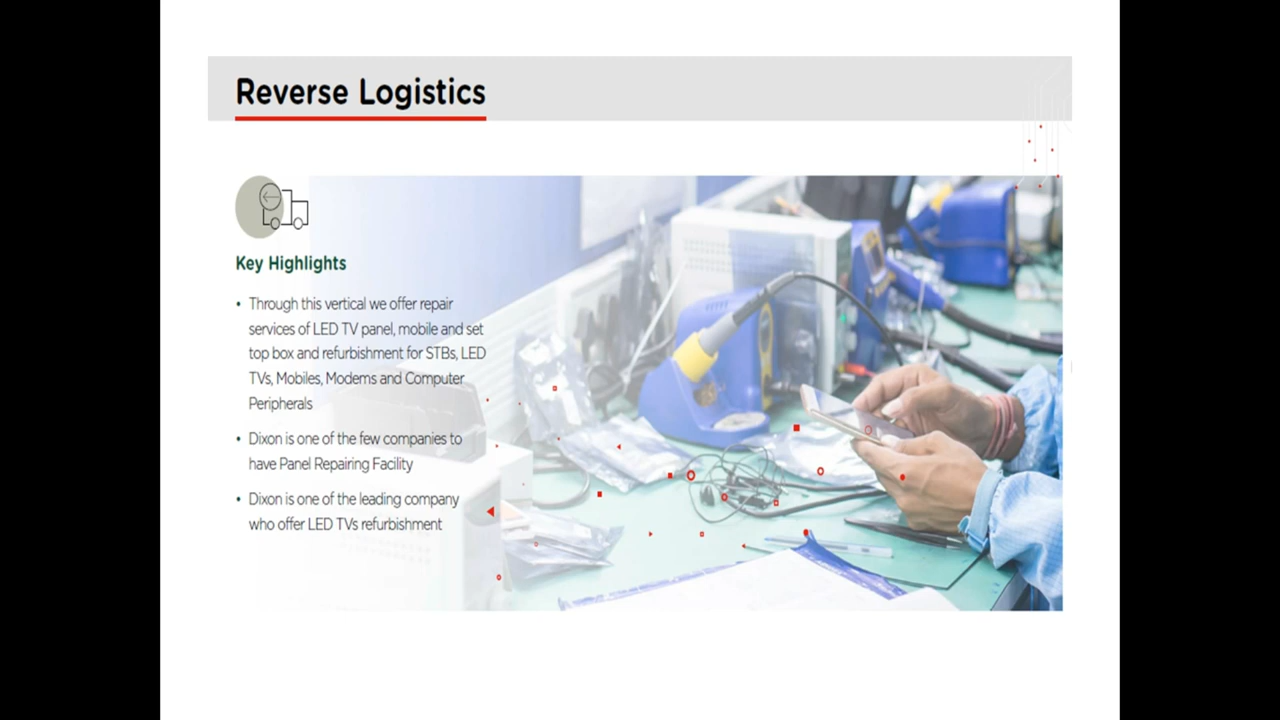 Reverse Logistics
Key Highlights
• Through this vertical we offer repair
services of LED TV panel, mobile and set
top box and refurbishment for STBs, LED
TVs, Mobiles, Modems and Computer
Peripherals
• Dixon is one of the few companies to
have Panel Repairing Facility
• Dixon is one of the leading company
who offer LED TVs refurbishment